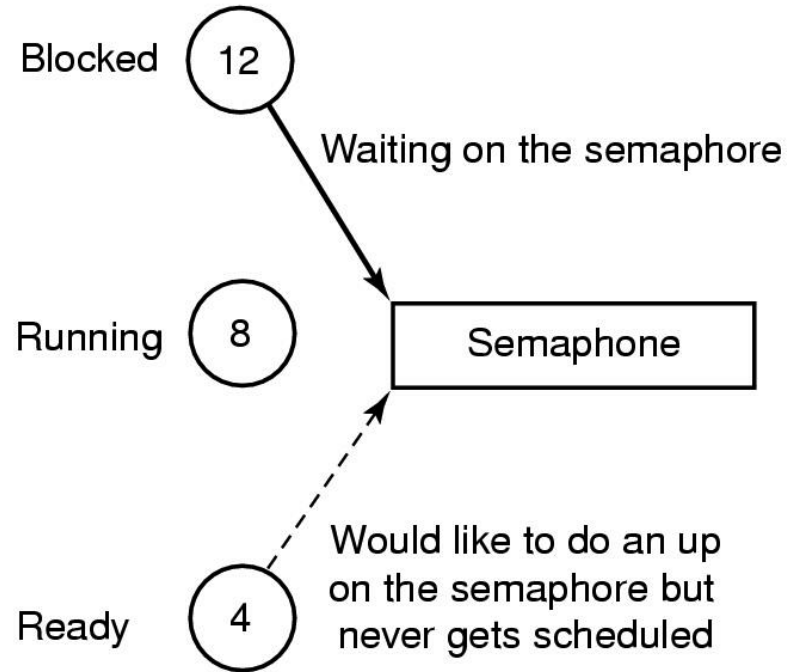 Blocked
12
Waiting on the semaphore
Running
8
Semaphone
Would like to do an up
on the semaphore but
never gets scheduled
Ready
4